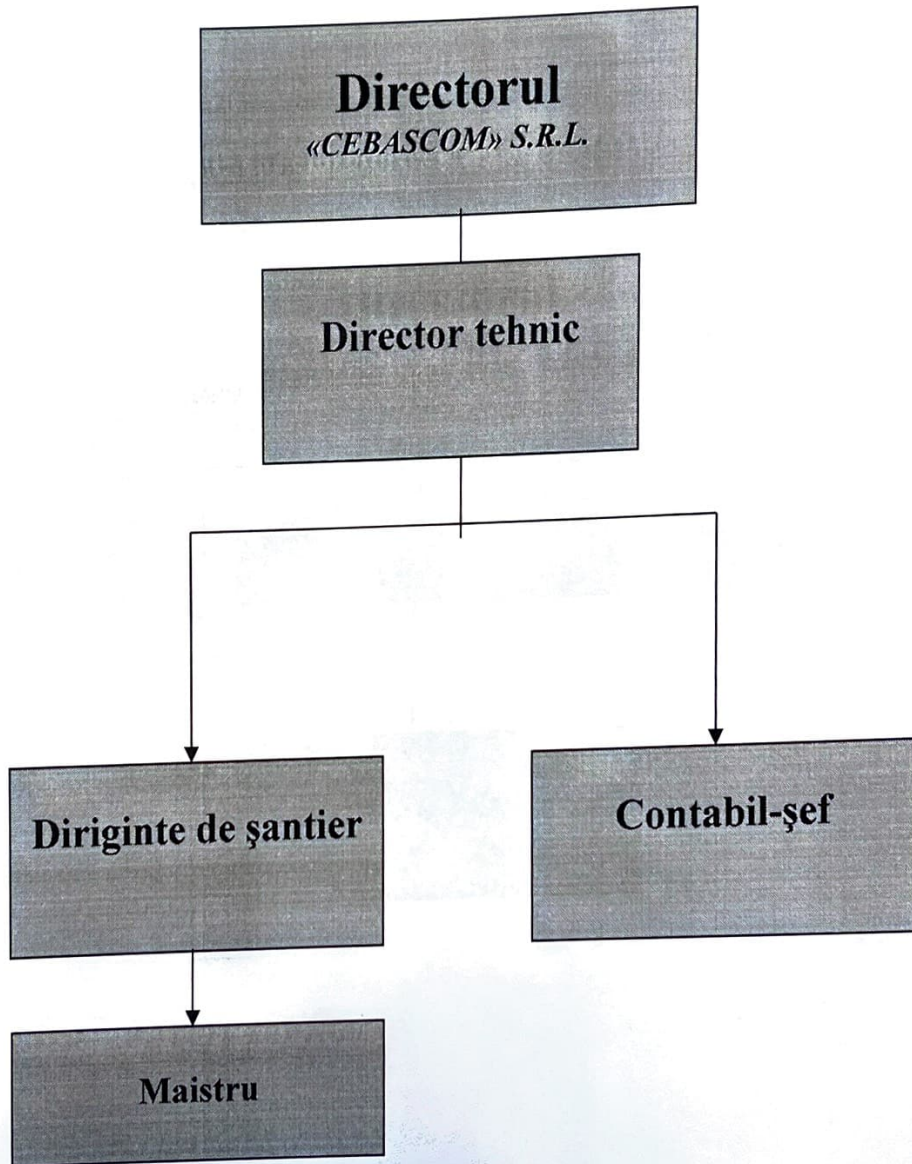 Directorul
«CEBASCOM» S.R.L.
Director tehnic
Diriginte de şantier
Contabil-şef
Maistru